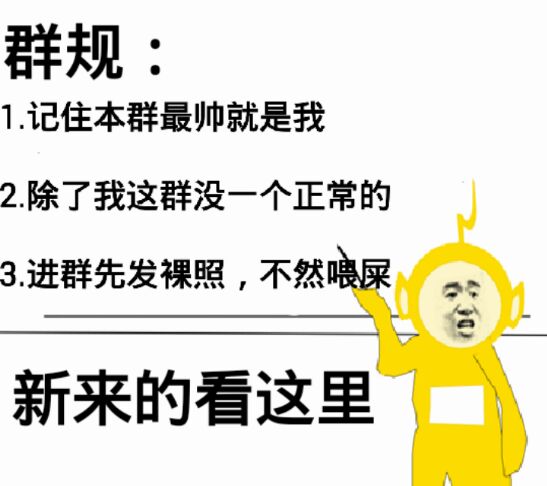 群规：
1.记住本群最帅就是我
2.除了我这群没一个正常的
3.进群先发裸照，不然喂屎
新来的看这里